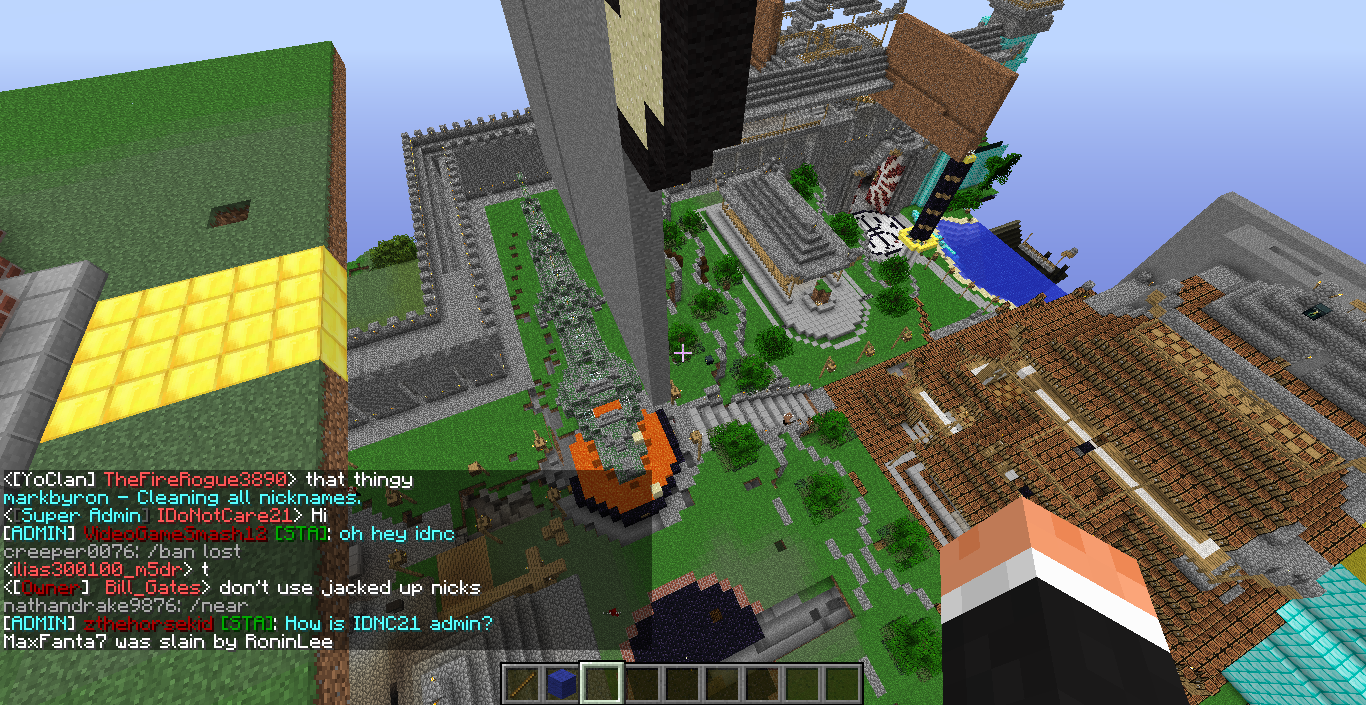 <[YoClan] TheFireRogue3890> that thingy
markbyron - Cleaning all nicknames.
<[Super Admin] IDoNotCare21> Hi
[ADMIN] VideoGameSmash12 [STA]: oh hey idnc
creeper0076: /ban lost
<ilias300100_m5dr> t
<[Owner] Bill_Gates> don't use jacked up nicks
nathandrake9876: /near
[ADMIN] zthehorsekid [STA]: How is IDNC21 admin?
MaxFanta7 was slain by RoninLee